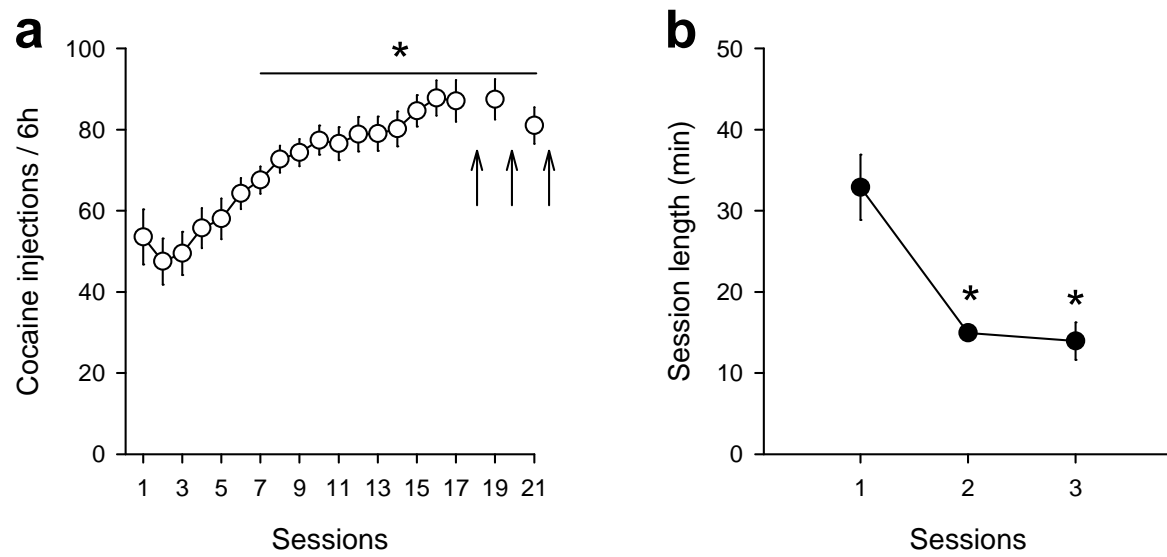 a
Cocaine injections / 6h
100
80
60
40
20
0
*
1 3 5 7 9 11 13 15 17 19 21
Sessions
b
Session length (min)
50
40
30
20
10
0
* *
1 2 3
Sessions